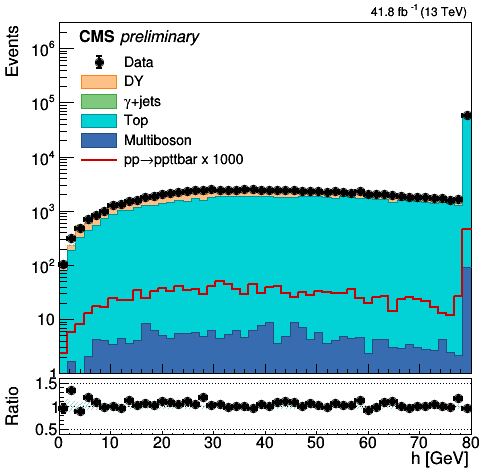 41.8 fb⁻¹ (13 TeV)
CMS preliminary
Data
DY
γ+jets
Top
Multiboson
pp→ppttbar x 1000
Events
10⁶
10⁵
10⁴
10³
10²
10
1
1.5
1
0.5
Ratio
0 10 20 30 40 50 60 70 80
h [GeV]